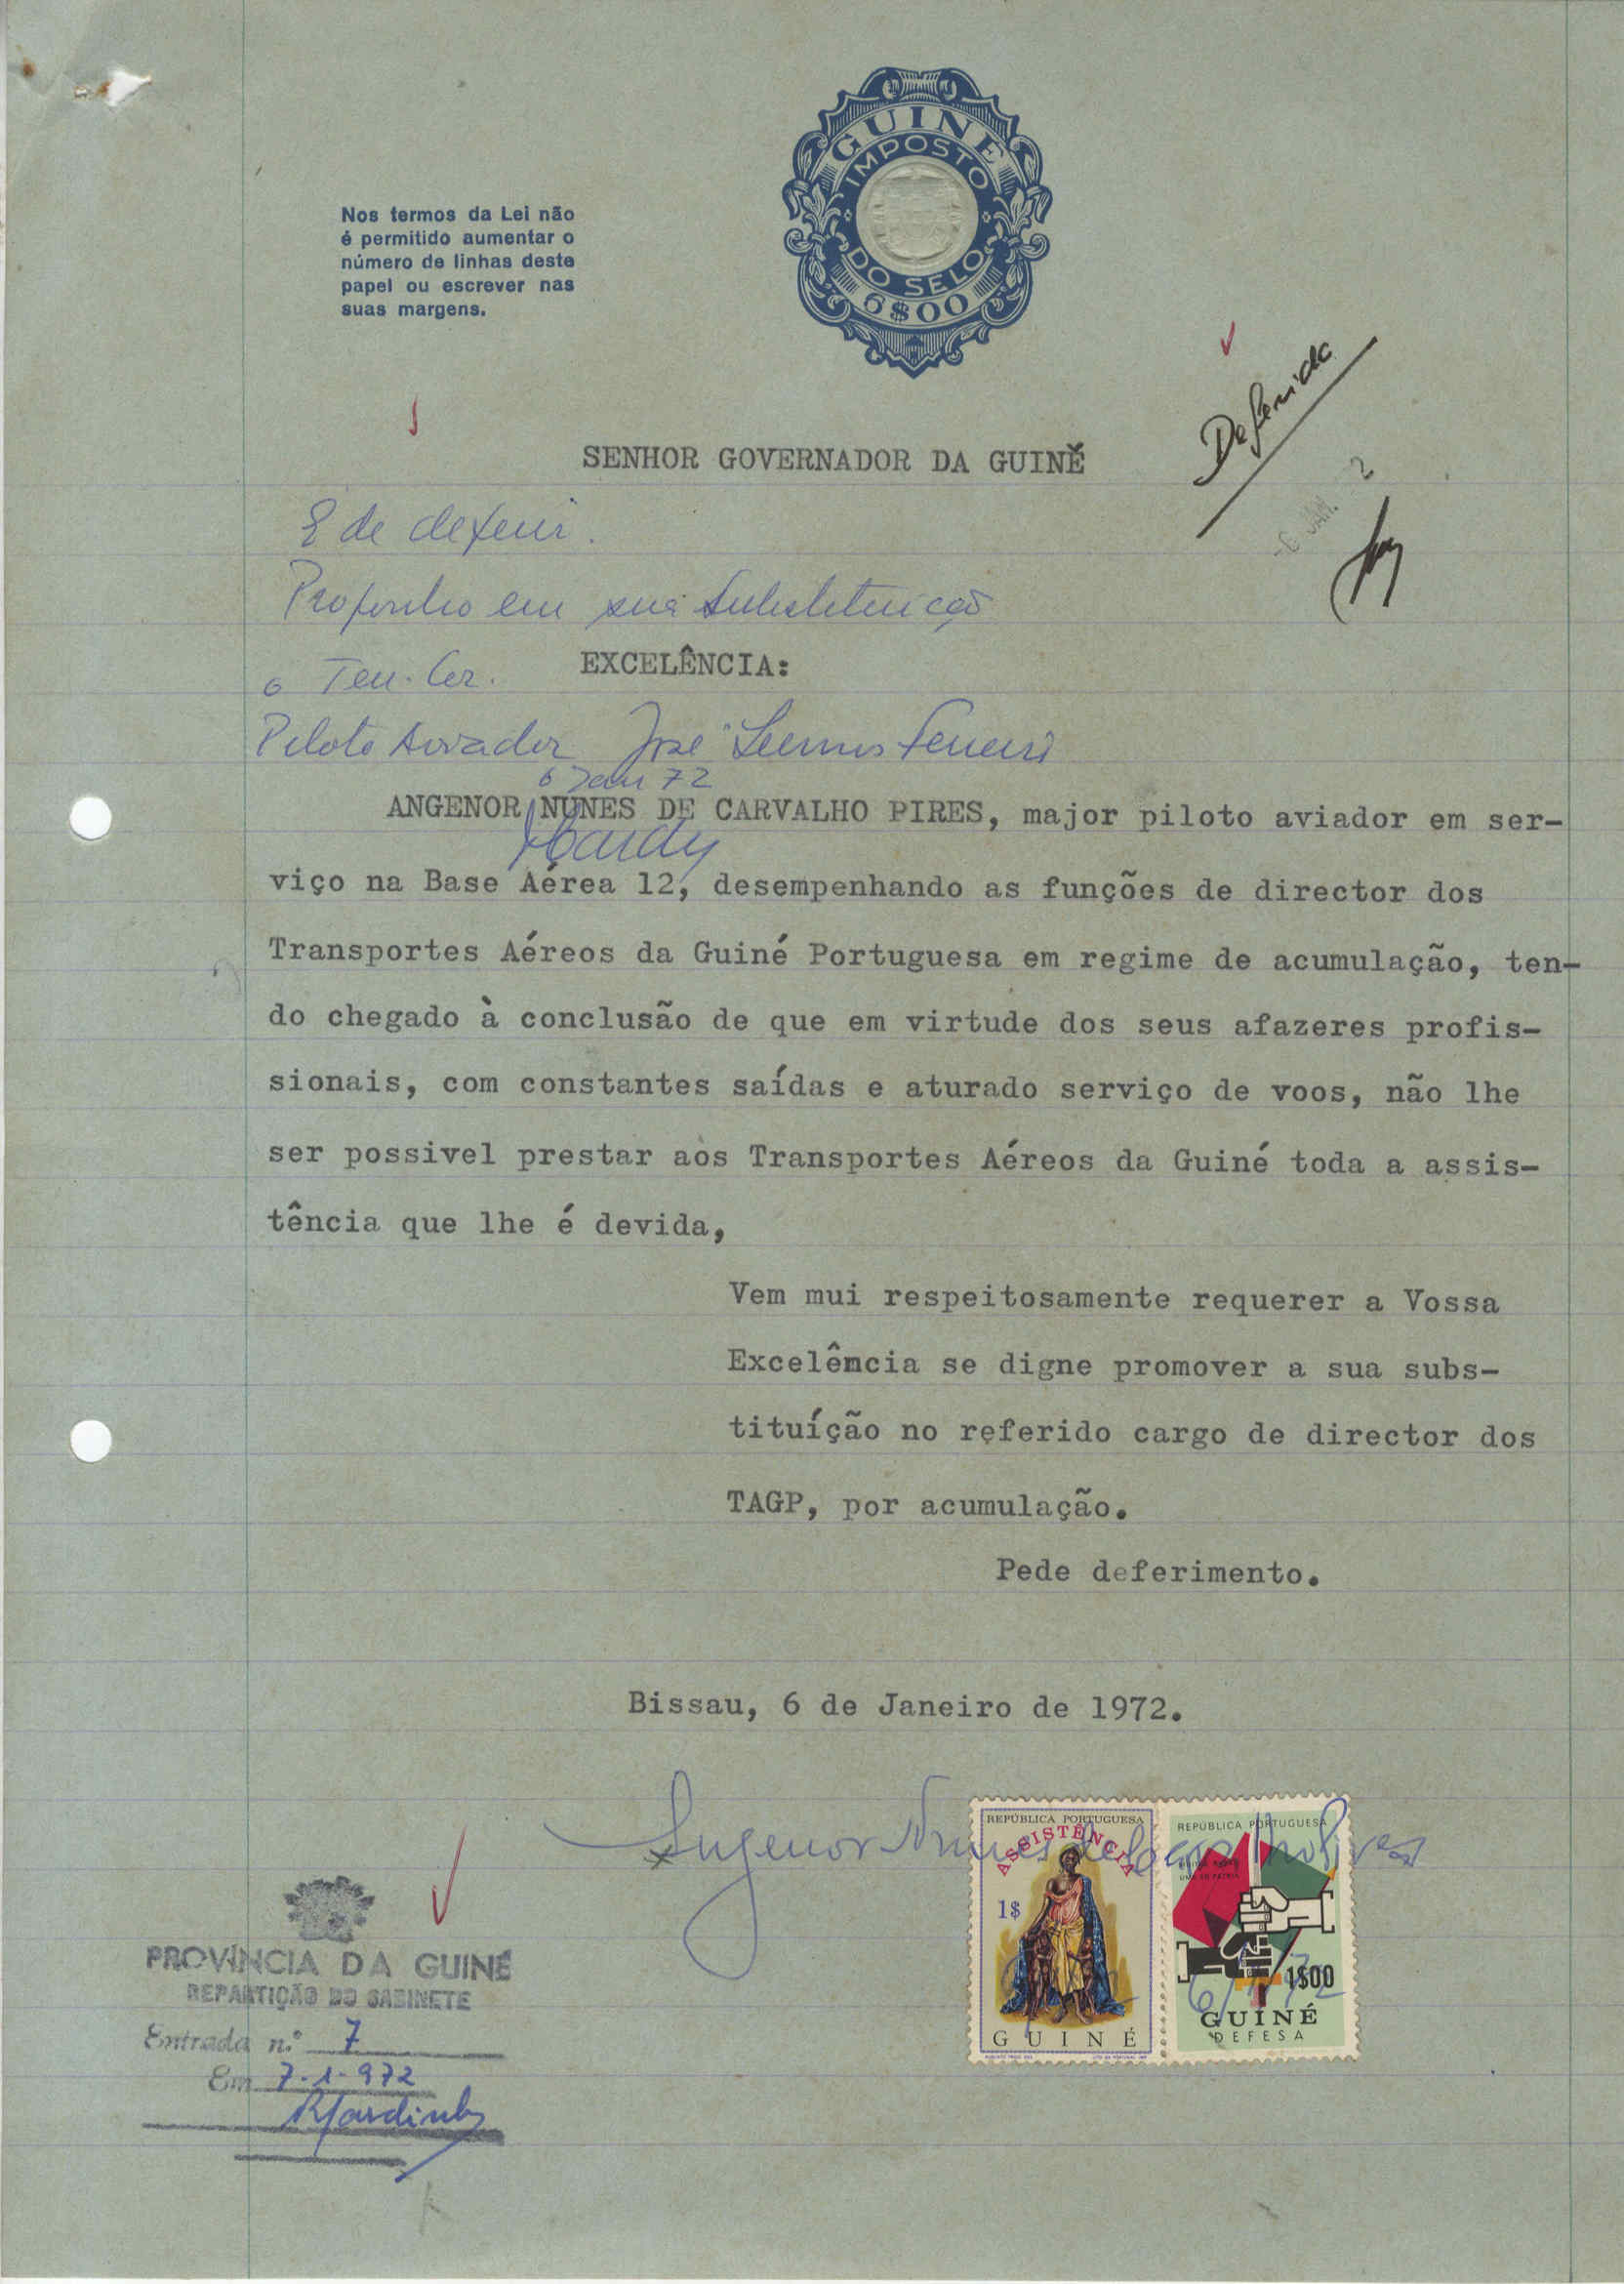 GUINÉ
IMPOSTO
DO SELO
6$00
Nos termos da Lei não
é permitido aumentar o
número de linhas deste
papel ou escrever nas
suas margens.
Deferido
-6 JAN. 2
SENHOR GOVERNADOR DA GUINÉ
É de deferir.
Proponho em sua substituição
o Ten. Cor.
EXCELÊNCIA:
Piloto Aviador José Lemos Ferreira
6 Jan 72
ANGENOR NUNES DE CARVALHO PIRES, major piloto aviador em ser-
viço na Base Aérea 12, desempenhando as funções de director dos
Transportes Aéreos da Guiné Portuguesa em regime de acumulação, ten-
do chegado à conclusão de que em virtude dos seus afazeres profis-
sionais, com constantes saídas e aturado serviço de voos, não lhe
ser possivel prestar aos Transportes Aéreos da Guiné toda a assis-
tência que lhe é devida,
Vem mui respeitosamente requerer a Vossa
Excelência se digne promover a sua subs-
tituíção no referido cargo de director dos
TAGP, por acumulação.
Pede deferimento.
Bissau, 6 de Janeiro de 1972.
Angenor Nunes de Carvalho Pires
REPÚBLICA PORTUGUESA
ASSISTÊNCIA
1$
GUINÉ
REPÚBLICA PORTUGUESA
1$00
6/1/972
GUINÉ
DEFESA
PROVÍNCIA DA GUINÉ
REPARTIÇÃO DO GABINETE
Entrada n.º 7
Em 7-1-972